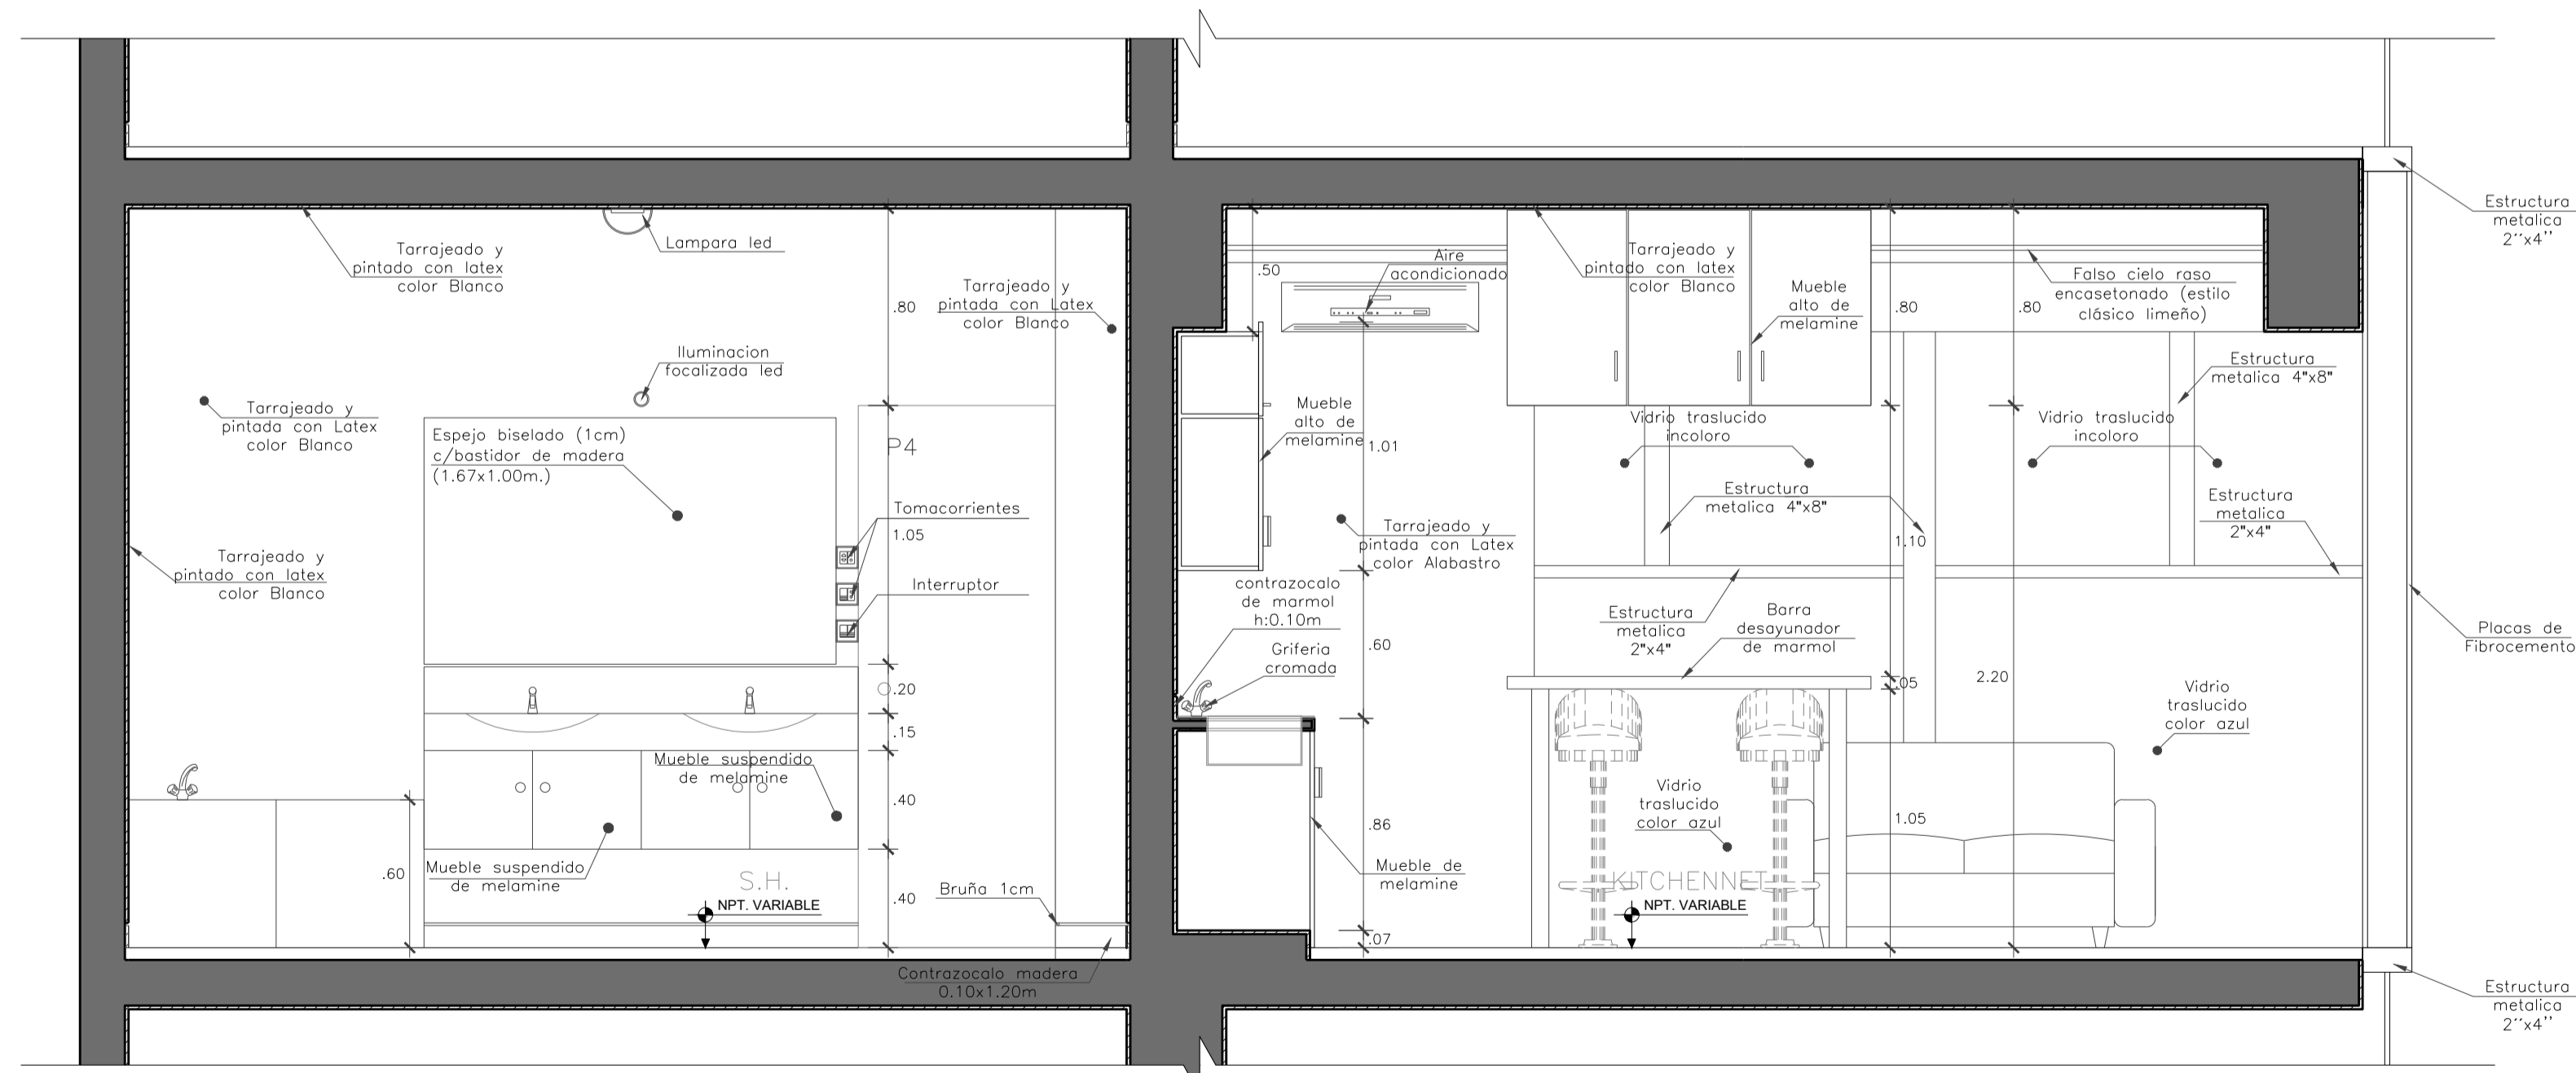 Tarrajeado y
pintado con latex
color Blanco
Lampara led
.80
Tarrajeado y
pintada con Latex
color Blanco
Iluminacion
focalizada led
Tarrajeado y
pintada con Latex
color Blanco
Espejo biselado (1cm)
c/bastidor de madera
(1.67x1.00m.)
P4
Tomacorrientes
1.05
Tarrajeado y
pintado con latex
color Blanco
Interruptor
.20
.15
Mueble suspendido
de melamine
.40
.60
Mueble suspendido
de melamine
S.H.
NPT. VARIABLE
.40
Bruña 1cm
Contrazocalo madera
0.10x1.20m
.50
Aire
acondicionado
Tarrajeado y
pintado con latex
color Blanco
Mueble
alto de
melamine
.80
.80
Falso cielo raso
encasetonado (estilo
clásico limeño)
Estructura
metalica
2´´x4´´
Estructura
metalica 4"x8"
Mueble
alto de
melamine
1.01
Vidrio traslucido
incoloro
Vidrio traslucido
incoloro
Estructura
metalica 4"x8"
Estructura
metalica
2"x4"
Tarrajeado y
pintada con Latex
color Alabastro
1.10
contrazocalo
de marmol
h:0.10m
Griferia
cromada
.60
Estructura
metalica
2"x4"
Barra
desayunador
de marmol
Placas de
Fibrocemento
.05
2.20
Vidrio
traslucido
color azul
Vidrio
traslucido
color azul
1.05
.86
Mueble de
melamine
KITCHENNET
NPT. VARIABLE
.07
Estructura
metalica
2´´x4´´